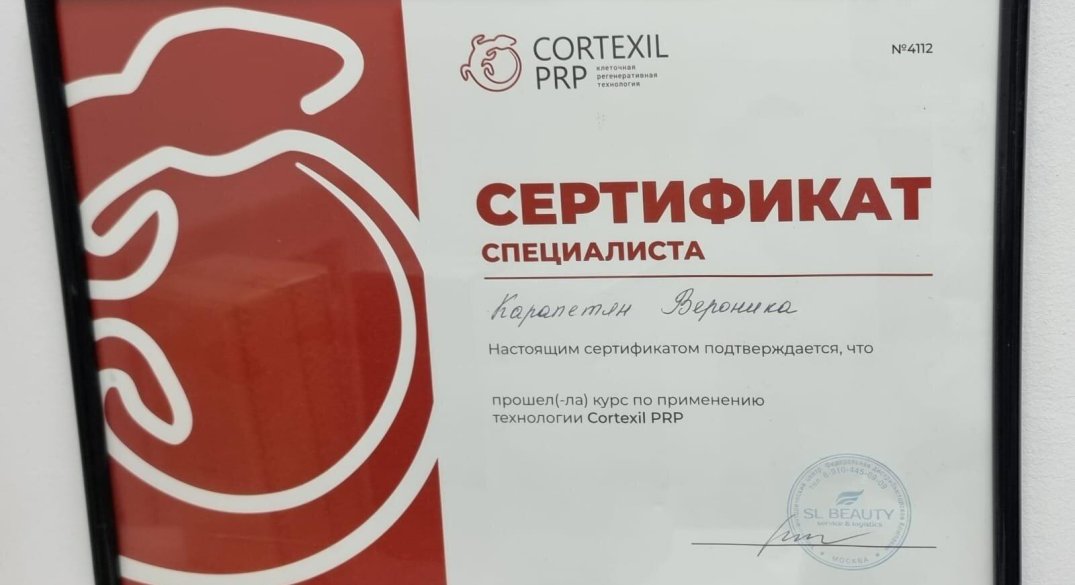 CORTEXIL
PRP
клеточная
регенеративная
технология
№4112
СЕРТИФИКАТ
СПЕЦИАЛИСТА
Карапетян Вероника
Настоящим сертификатом подтверждается, что
прошел(-ла) курс по применению
технологии Cortexil PRP
SL BEAUTY
service & logistics
МОСКВА